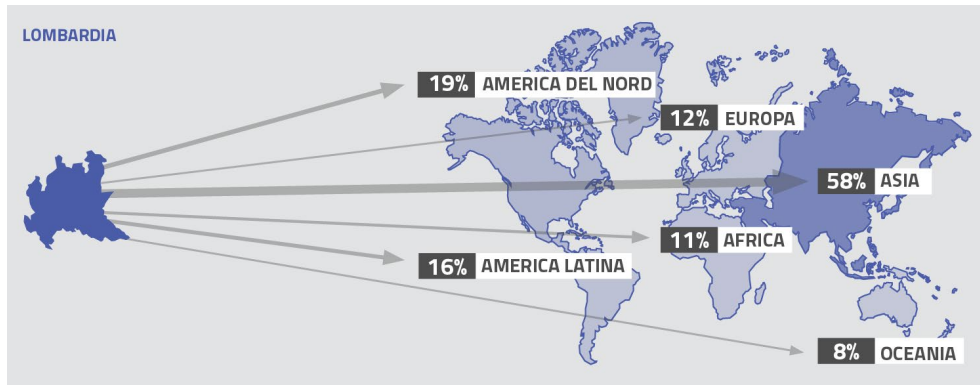 LOMBARDIA
19% AMERICA DEL NORD
12% EUROPA
58% ASIA
11% AFRICA
16% AMERICA LATINA
8% OCEANIA